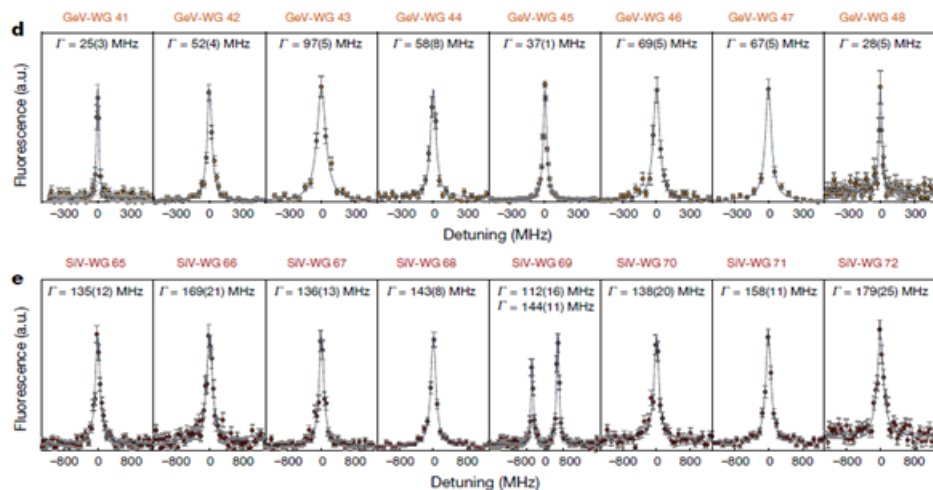 d
GeV-WG 41 GeV-WG 42 GeV-WG 43 GeV-WG 44 GeV-WG 45 GeV-WG 46 GeV-WG 47 GeV-WG 48
Γ = 25(3) MHz Γ = 52(4) MHz Γ = 97(5) MHz Γ = 58(8) MHz Γ = 37(1) MHz Γ = 69(5) MHz Γ = 67(5) MHz Γ = 28(5) MHz
Fluorescence (a.u.)
−300 0 300 −300 0 300 −300 0 300 −300 0 300 −300 0 300 −300 0 300 −300 0 300 −300 0 300
Detuning (MHz)
e
SiV-WG 65 SiV-WG 66 SiV-WG 67 SiV-WG 68 SiV-WG 69 SiV-WG 70 SiV-WG 71 SiV-WG 72
Γ = 135(12) MHz Γ = 169(21) MHz Γ = 136(13) MHz Γ = 143(8) MHz Γ = 112(16) MHz Γ = 138(20) MHz Γ = 158(11) MHz Γ = 179(25) MHz
Γ = 144(11) MHz
Fluorescence (a.u.)
−800 0 800 −800 0 800 −800 0 800 −800 0 800 −800 0 800 −800 0 800 −800 0 800 −800 0 800
Detuning (MHz)